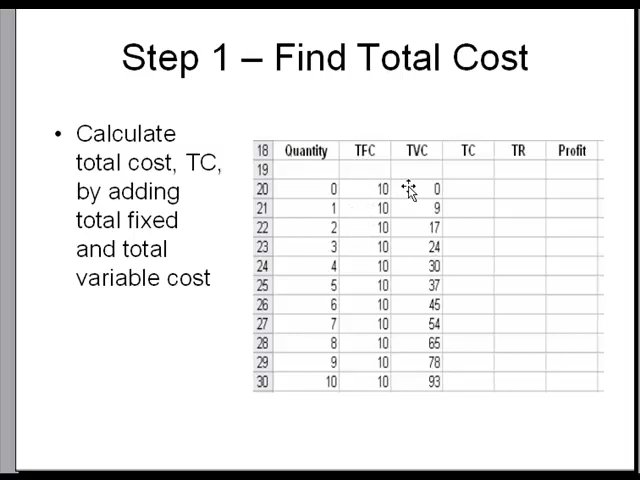 Step 1 – Find Total Cost
• Calculate
total cost, TC,
by adding
total fixed
and total
variable cost
18 Quantity TFC TVC TC TR Profit
19
20 0 10 0
21 1 10 9
22 2 10 17
23 3 10 24
24 4 10 30
25 5 10 37
26 6 10 45
27 7 10 54
28 8 10 65
29 9 10 78
30 10 10 93